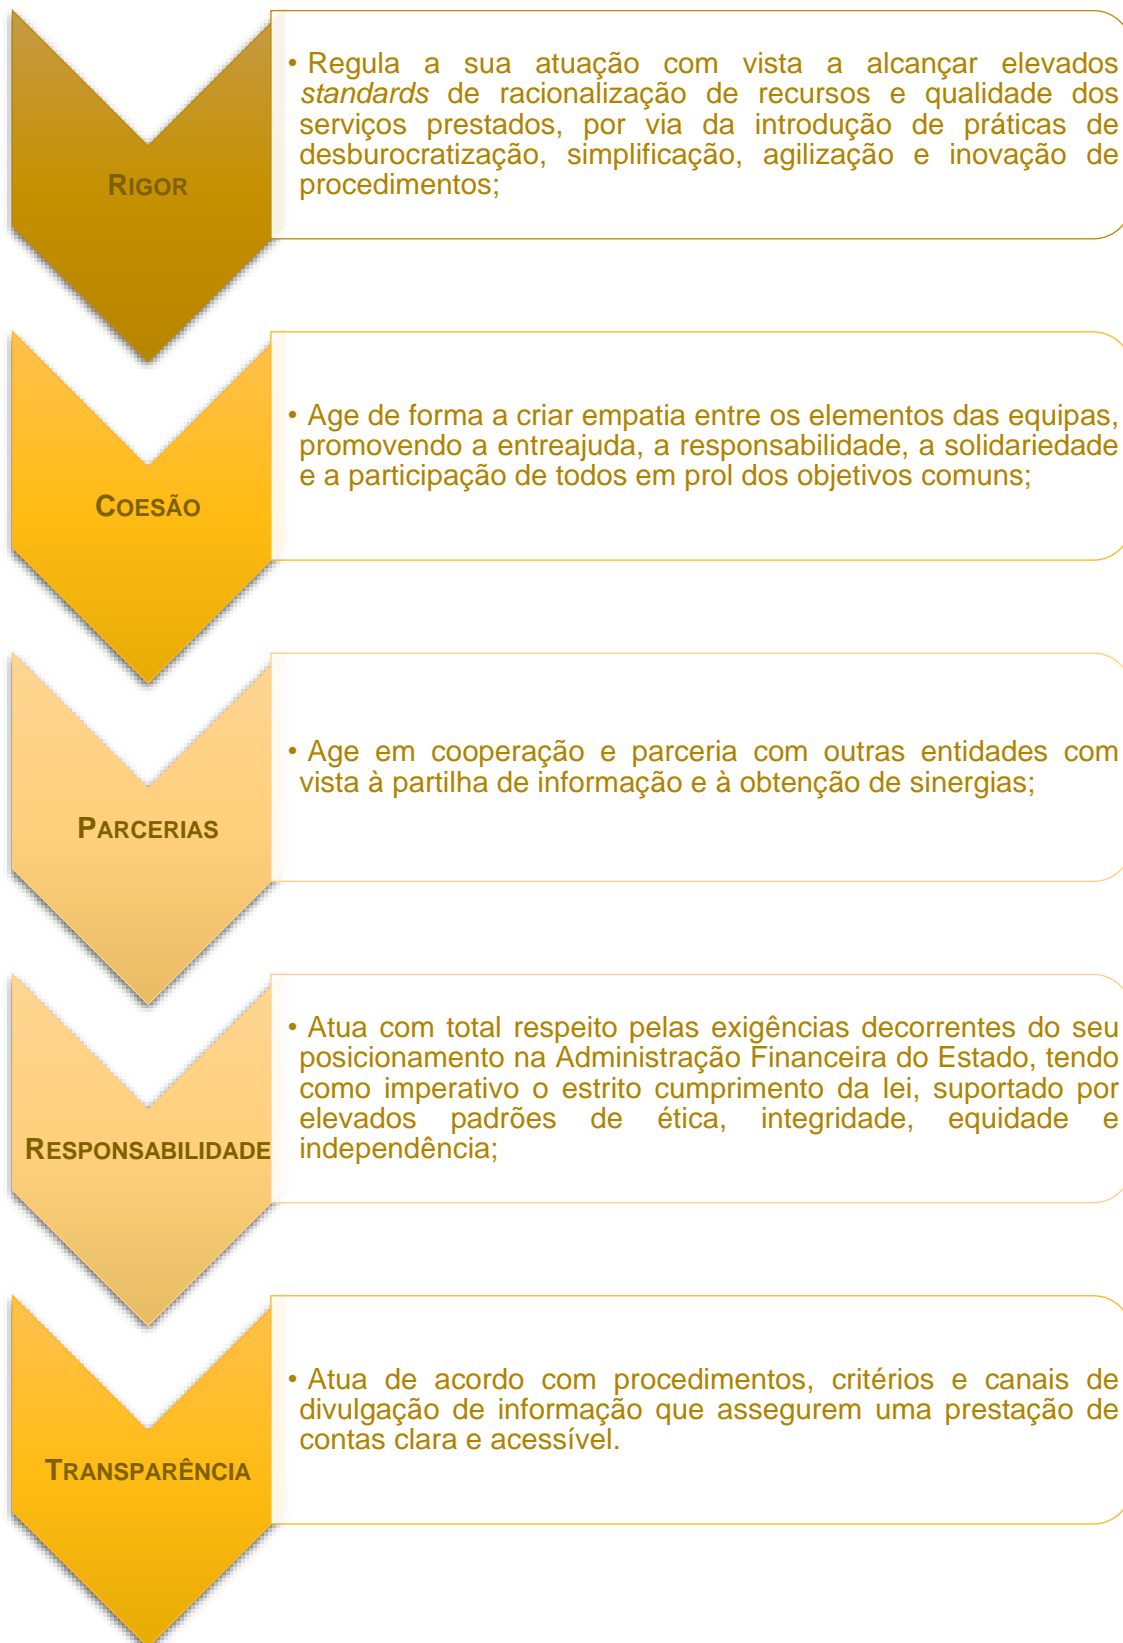 RIGOR
• Regula a sua atuação com vista a alcançar elevados
standards de racionalização de recursos e qualidade dos
serviços prestados, por via da introdução de práticas de
desburocratização, simplificação, agilização e inovação de
procedimentos;
COESÃO
• Age de forma a criar empatia entre os elementos das equipas,
promovendo a entreajuda, a responsabilidade, a solidariedade
e a participação de todos em prol dos objetivos comuns;
PARCERIAS
• Age em cooperação e parceria com outras entidades com
vista à partilha de informação e à obtenção de sinergias;
RESPONSABILIDADE
• Atua com total respeito pelas exigências decorrentes do seu
posicionamento na Administração Financeira do Estado, tendo
como imperativo o estrito cumprimento da lei, suportado por
elevados padrões de ética, integridade, equidade e
independência;
TRANSPARÊNCIA
• Atua de acordo com procedimentos, critérios e canais de
divulgação de informação que assegurem uma prestação de
contas clara e acessível.